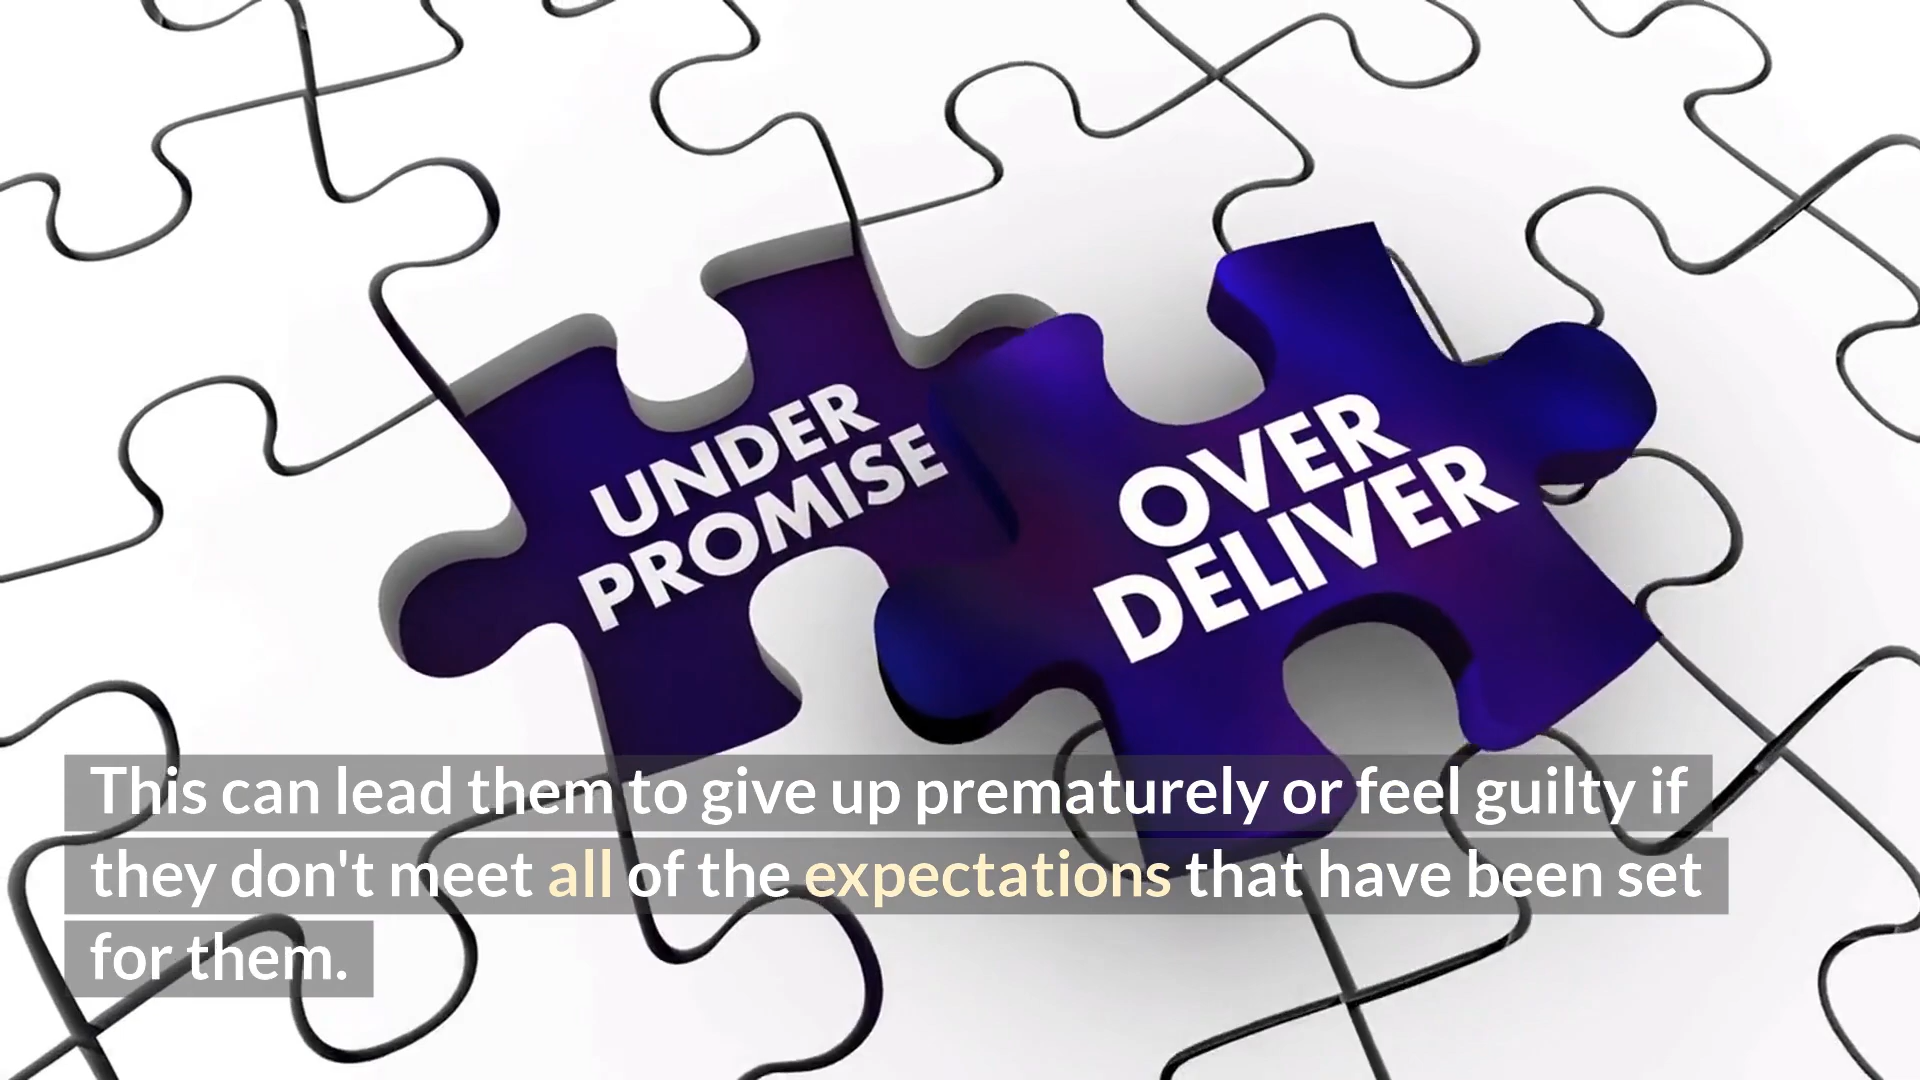 UNDER
PROMISE
OVER
DELIVER
This can lead them to give up prematurely or feel guilty if
they don't meet all of the expectations that have been set
for them.